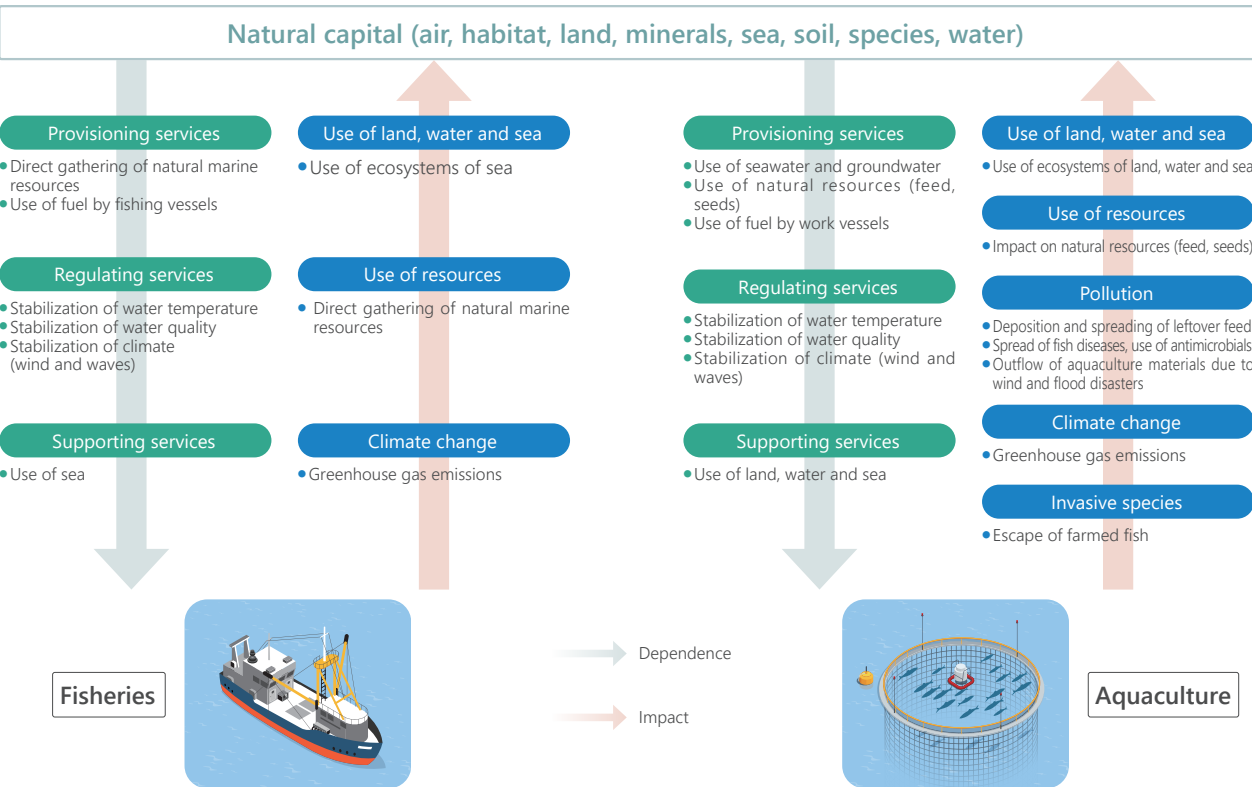 Natural capital (air, habitat, land, minerals, sea, soil, species, water)
Provisioning services
• Direct gathering of natural marine
resources
• Use of fuel by fishing vessels
Regulating services
• Stabilization of water temperature
• Stabilization of water quality
• Stabilization of climate
(wind and waves)
Supporting services
• Use of sea
Use of land, water and sea
• Use of ecosystems of sea
Use of resources
• Direct gathering of natural marine
resources
Climate change
• Greenhouse gas emissions
Fisheries
Provisioning services
• Use of seawater and groundwater
• Use of natural resources (feed,
seeds)
• Use of fuel by work vessels
Regulating services
• Stabilization of water temperature
• Stabilization of water quality
• Stabilization of climate (wind and
waves)
Supporting services
• Use of land, water and sea
Use of land, water and sea
• Use of ecosystems of land, water and sea
Use of resources
• Impact on natural resources (feed, seeds)
Pollution
• Deposition and spreading of leftover feed
• Spread of fish diseases, use of antimicrobials
• Outflow of aquaculture materials due to
wind and flood disasters
Climate change
• Greenhouse gas emissions
Invasive species
• Escape of farmed fish
Aquaculture
Dependence
Impact